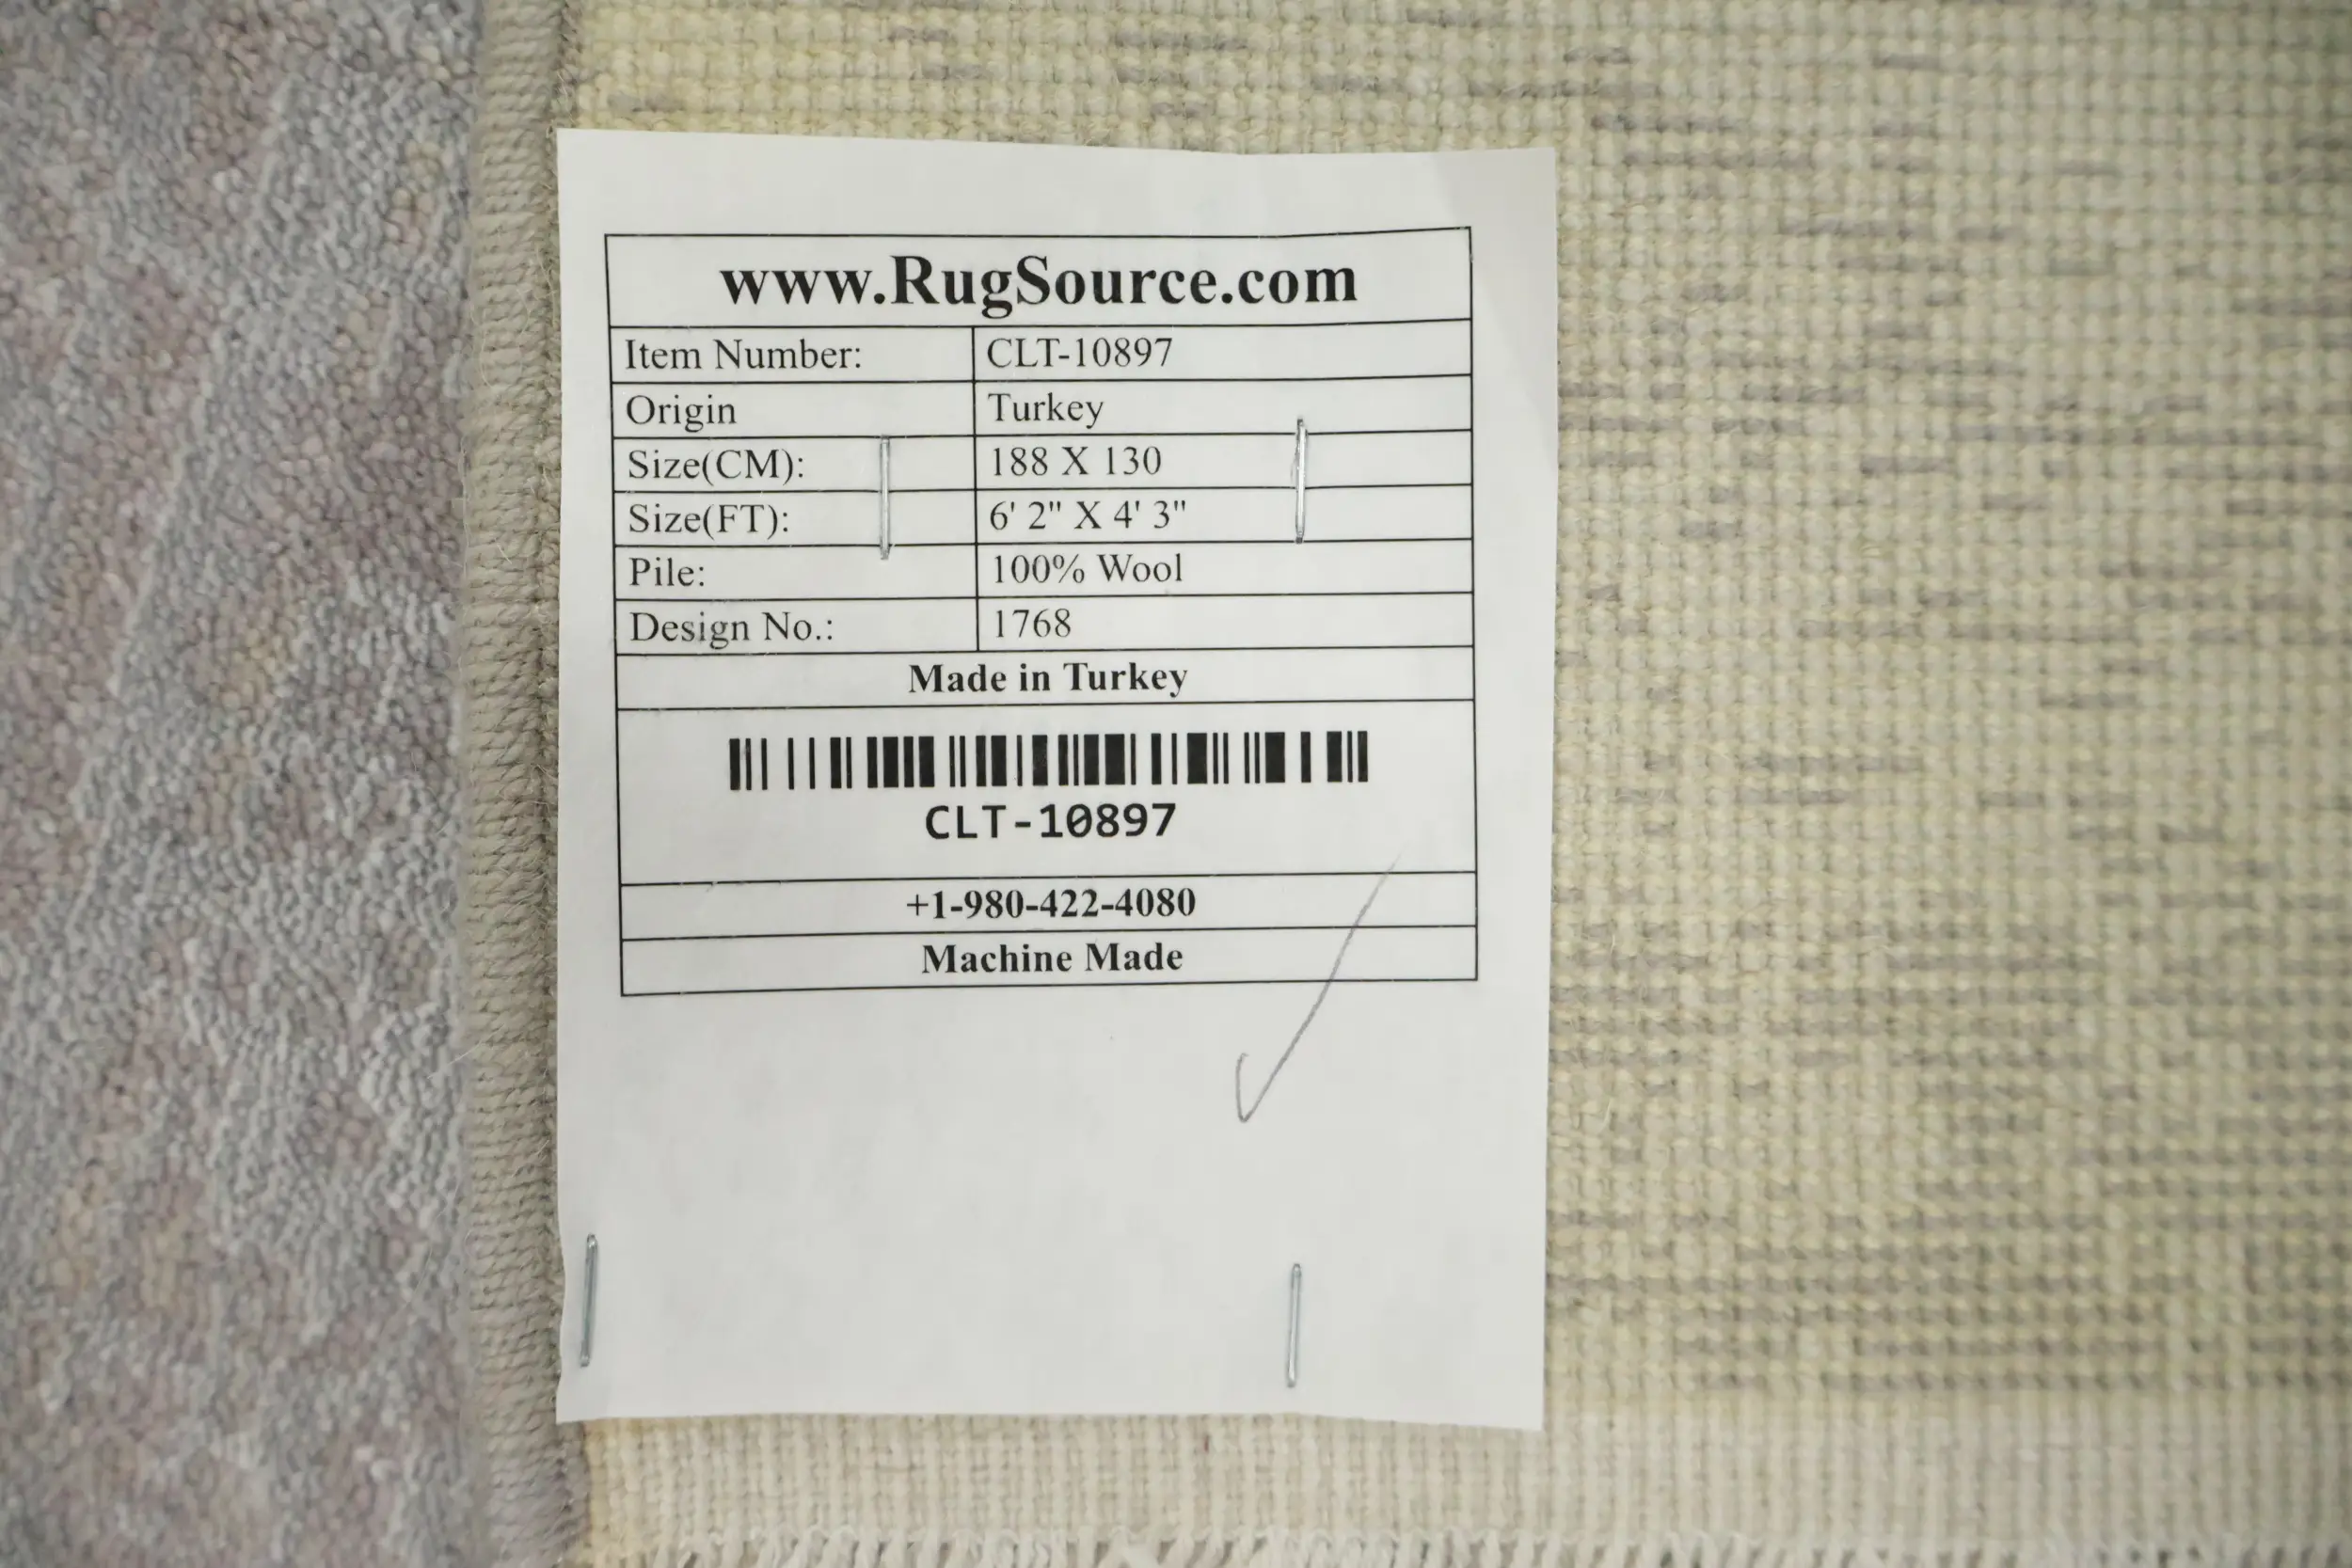 www.RugSource.com
Item Number: CLT-10897
Origin Turkey
Size(CM): 188 X 130
Size(FT): 6' 2" X 4' 3"
Pile: 100% Wool
Design No.: 1768
Made in Turkey
CLT-10897
+1-980-422-4080
Machine Made